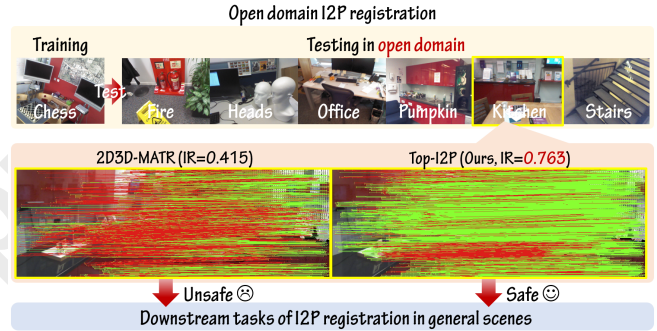 Open domain I2P registration
Training
Testing in open domain
Chess
Test
Fire
Heads
Office
Pumpkin
Kitchen
Stairs
2D3D-MATR (IR=0.415)
Top-I2P (Ours, IR=0.763)
Unsafe ☹
Safe ☺
Downstream tasks of I2P registration in general scenes